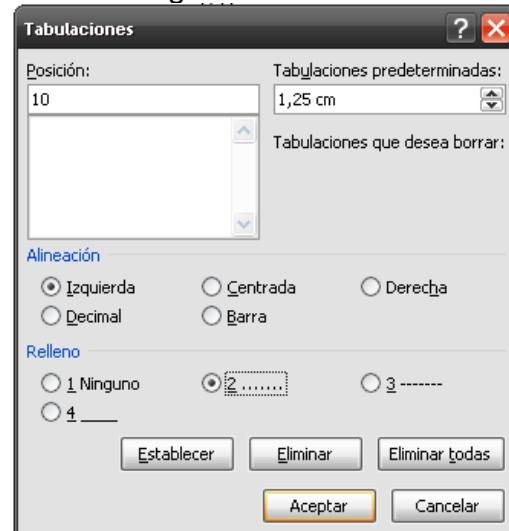 Tabulaciones
Posición: Tabulaciones predeterminadas:
10 1,25 cm
Tabulaciones que desea borrar:
Alineación
Izquierda Centrada Derecha
Decimal Barra
Relleno
1 Ninguno 2 ....... 3 -------
4 ____
Establecer Eliminar Eliminar todas
Aceptar Cancelar